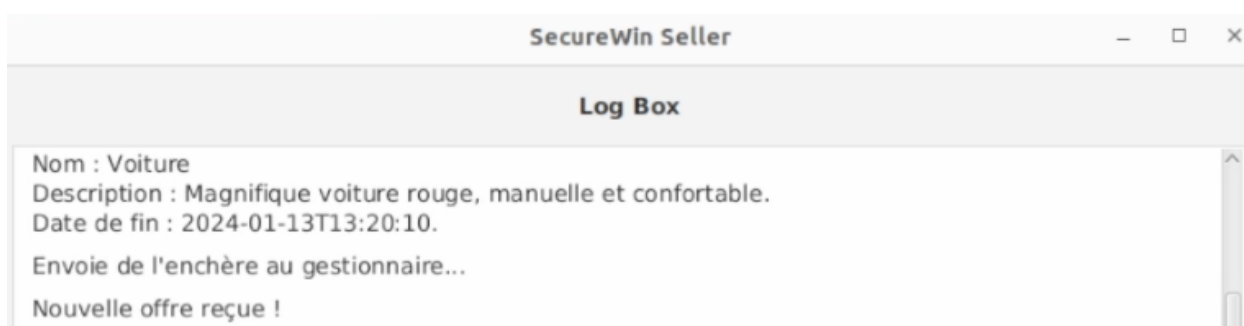 SecureWin Seller
Log Box
Nom : Voiture
Description : Magnifique voiture rouge, manuelle et confortable.
Date de fin : 2024-01-13T13:20:10.
Envoie de l'enchère au gestionnaire...
Nouvelle offre reçue !